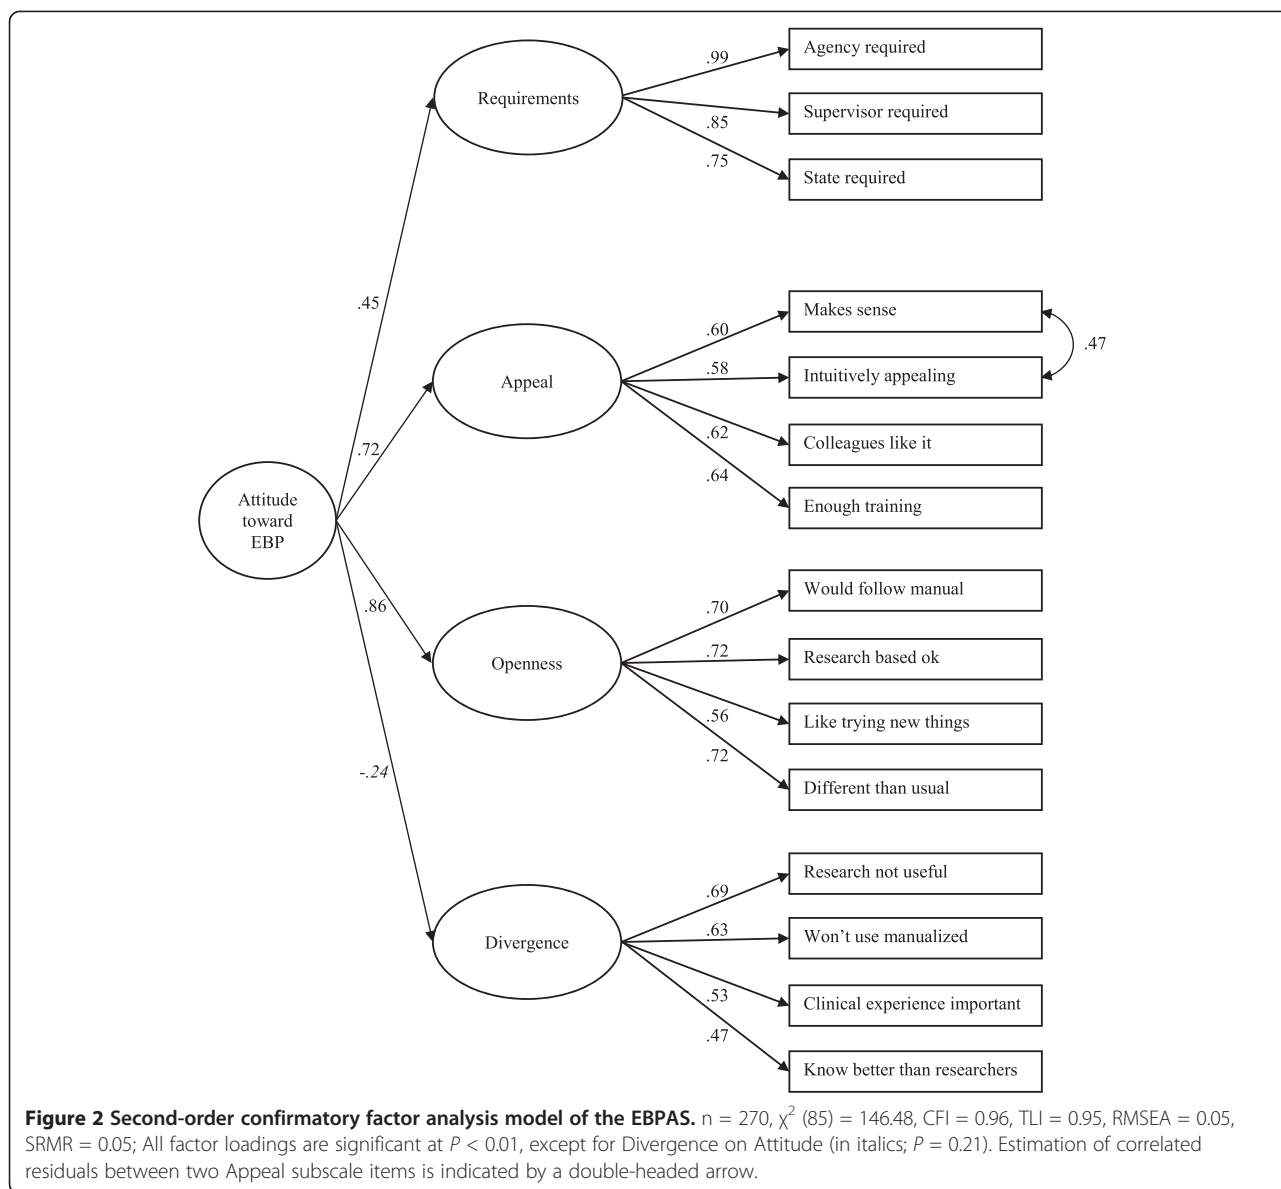 .99
Agency required
Requirements
.85
Supervisor required
.75
State required
.45
.60
Makes sense
.47
Appeal
.58
Intuitively appealing
.62
Colleagues like it
.64
Enough training
.72
Attitude
toward
EBP
.86
.70
Would follow manual
Openness
.72
Research based ok
.56
Like trying new things
.72
Different than usual
-.24
.69
Research not useful
Divergence
.63
Won’t use manualized
.53
Clinical experience important
.47
Know better than researchers
Figure 2 Second-order confirmatory factor analysis model of the EBPAS. n = 270, χ² (85) = 146.48, CFI = 0.96, TLI = 0.95, RMSEA = 0.05,
SRMR = 0.05; All factor loadings are significant at P < 0.01, except for Divergence on Attitude (in italics; P = 0.21). Estimation of correlated
residuals between two Appeal subscale items is indicated by a double-headed arrow.